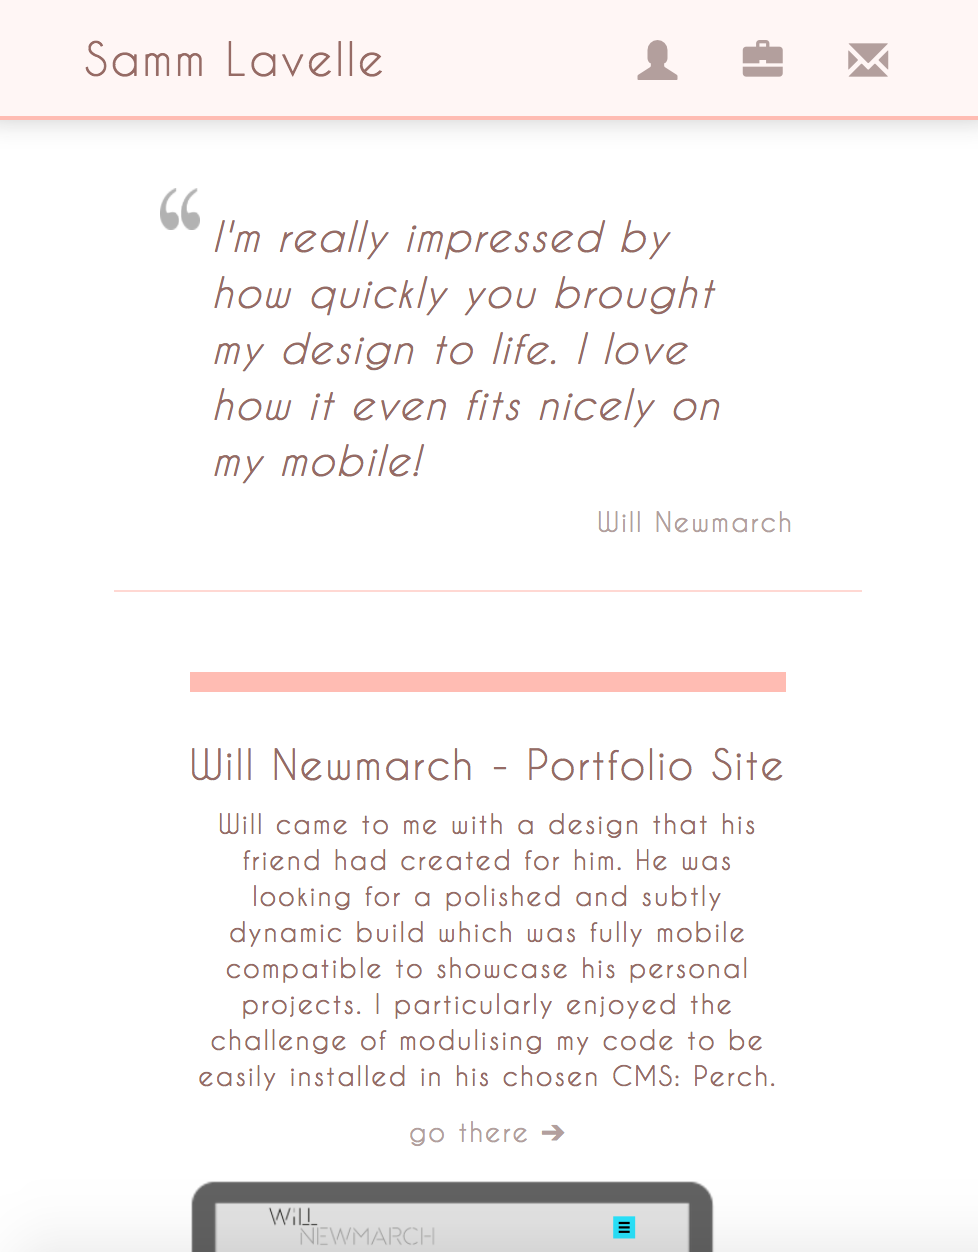 Samm Lavelle
“ I'm really impressed by
how quickly you brought
my design to life. I love
how it even fits nicely on
my mobile!
Will Newmarch
Will Newmarch - Portfolio Site
Will came to me with a design that his
friend had created for him. He was
looking for a polished and subtly
dynamic build which was fully mobile
compatible to showcase his personal
projects. I particularly enjoyed the
challenge of modulising my code to be
easily installed in his chosen CMS: Perch.
go there ➔
WiLL
NEWMARCH